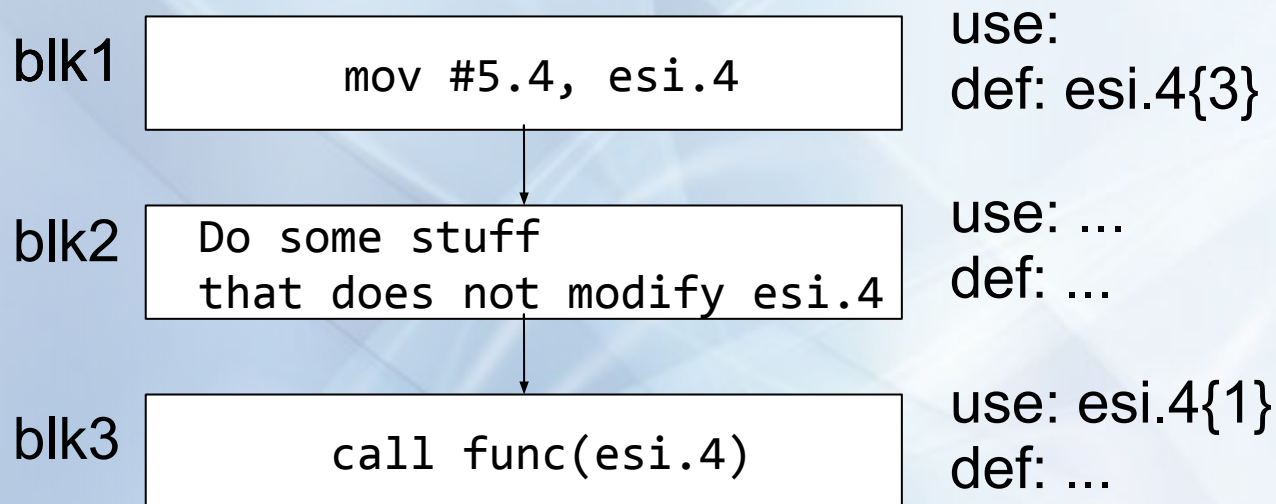 blk1
mov #5.4, esi.4
use:
def: esi.4{3}
blk2
Do some stuff
that does not modify esi.4
use: ...
def: ...
blk3
call func(esi.4)
use: esi.4{1}
def: ...